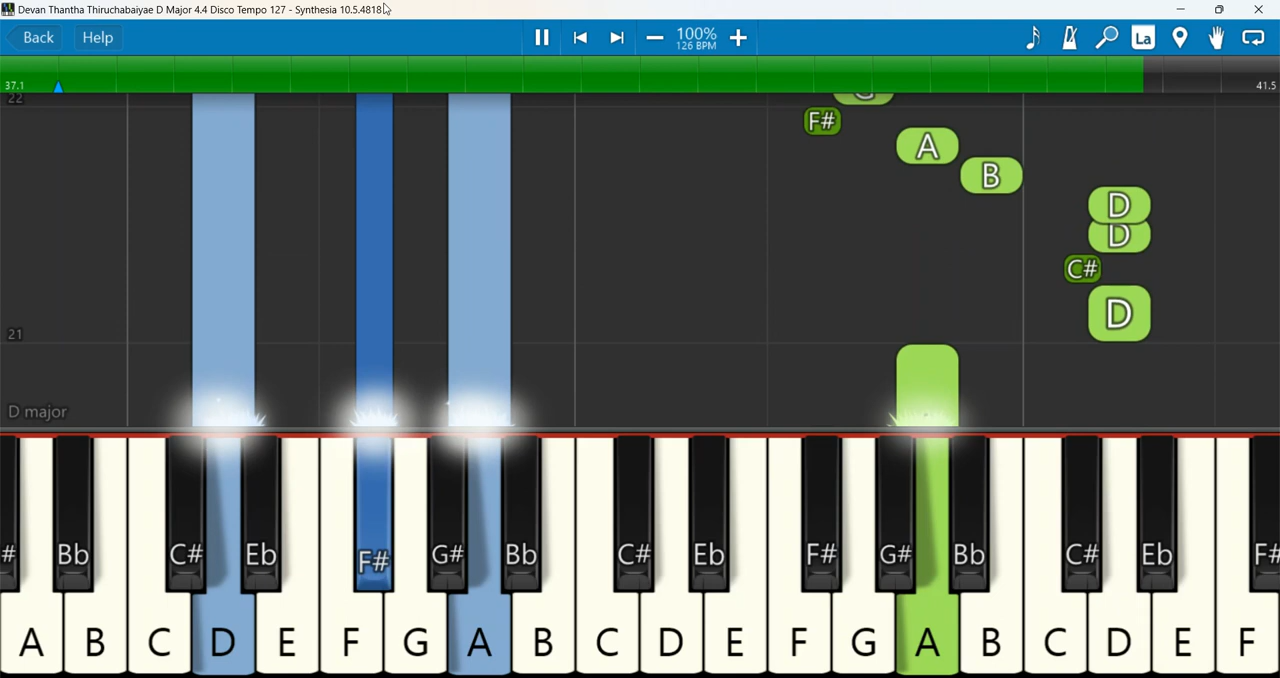 Devan Thantha Thiruchabaiyae D Major 4.4 Disco Tempo 127 - Synthesia 10.5.4818
Back Help 100% La
126 BPM
37.1 41.5
22 G
F#
A
B
D
D
C#
D
21
D major
# Bb C# Eb F# G# Bb C# Eb F# G# Bb C# Eb F#
A B C D E F G A B C D E F G A B C D E F